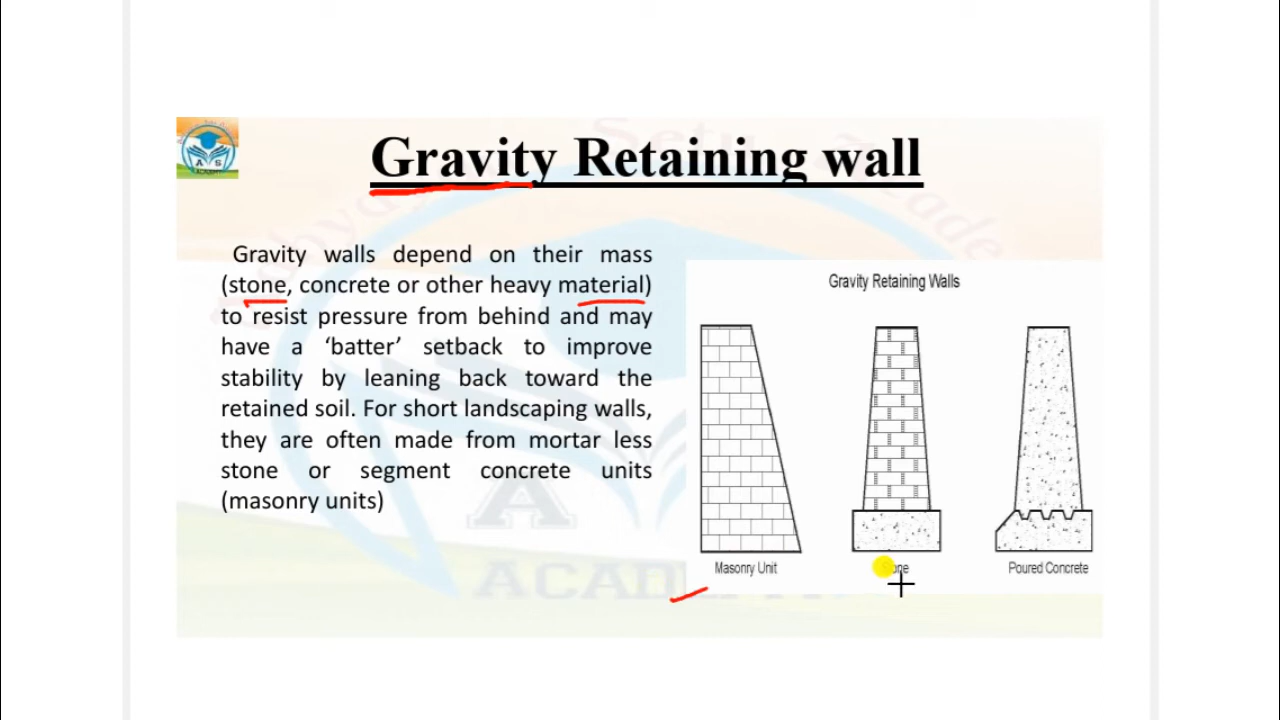 Gravity Retaining wall
Gravity walls depend on their mass
(stone, concrete or other heavy material)
to resist pressure from behind and may
have a ‘batter’ setback to improve
stability by leaning back toward the
retained soil. For short landscaping walls,
they are often made from mortar less
stone or segment concrete units
(masonry units)
Gravity Retaining Walls
Masonry Unit
Poured Concrete
A S
ACADEMY
A